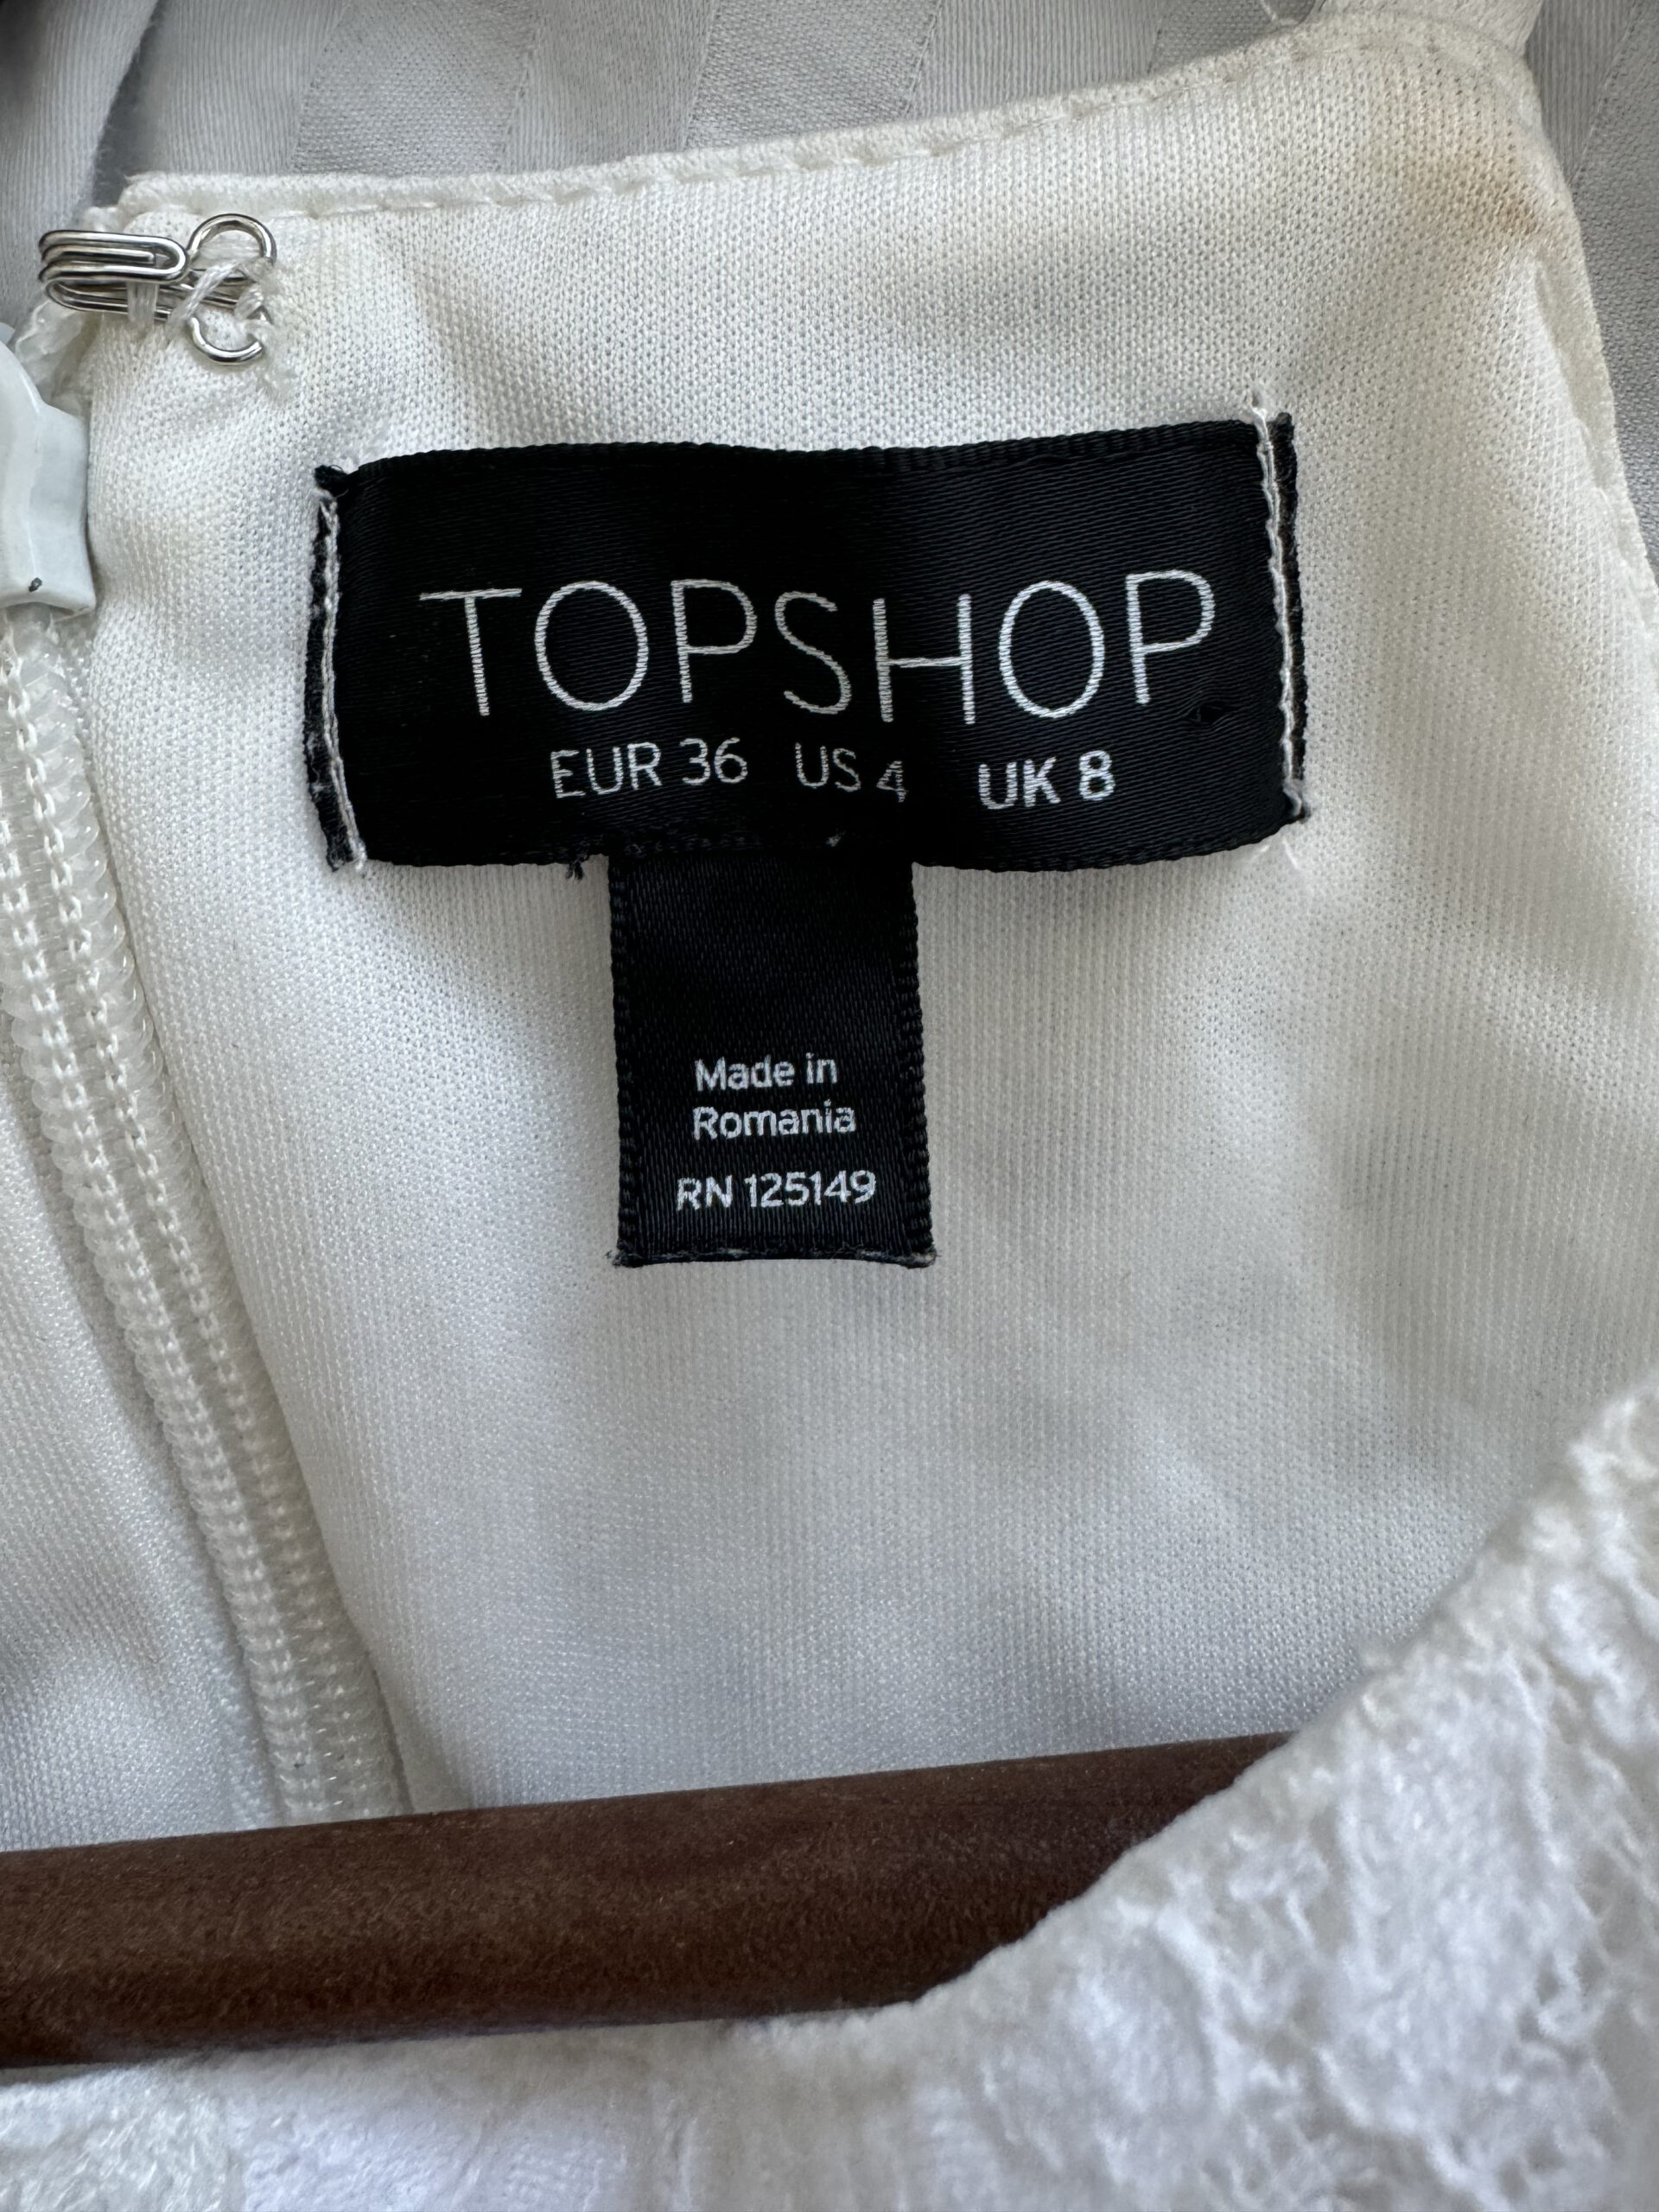 TOPSHOP
EUR 36 US 4 UK 8
Made in
Romania
RN 125149